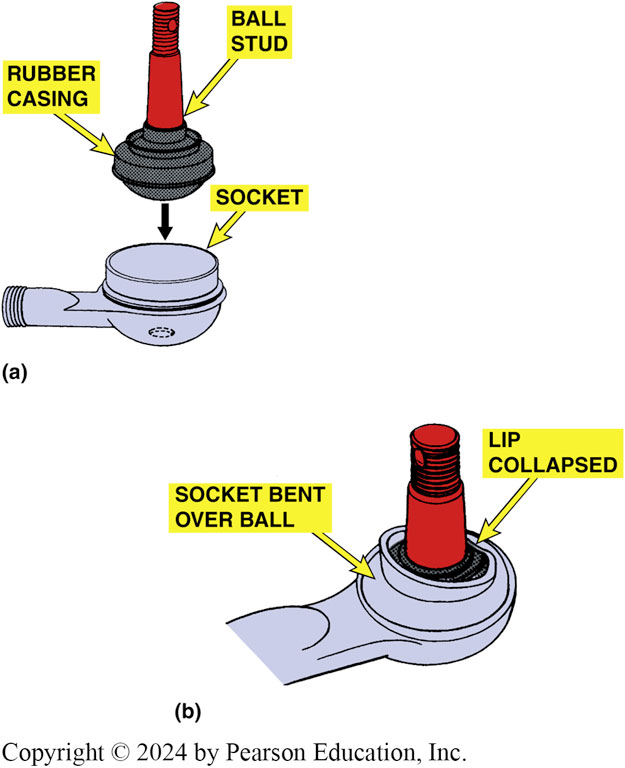 BALL
STUD
RUBBER
CASING
SOCKET
(a)
LIP
COLLAPSED
SOCKET BENT
OVER BALL
(b)
Copyright © 2024 by Pearson Education, Inc.